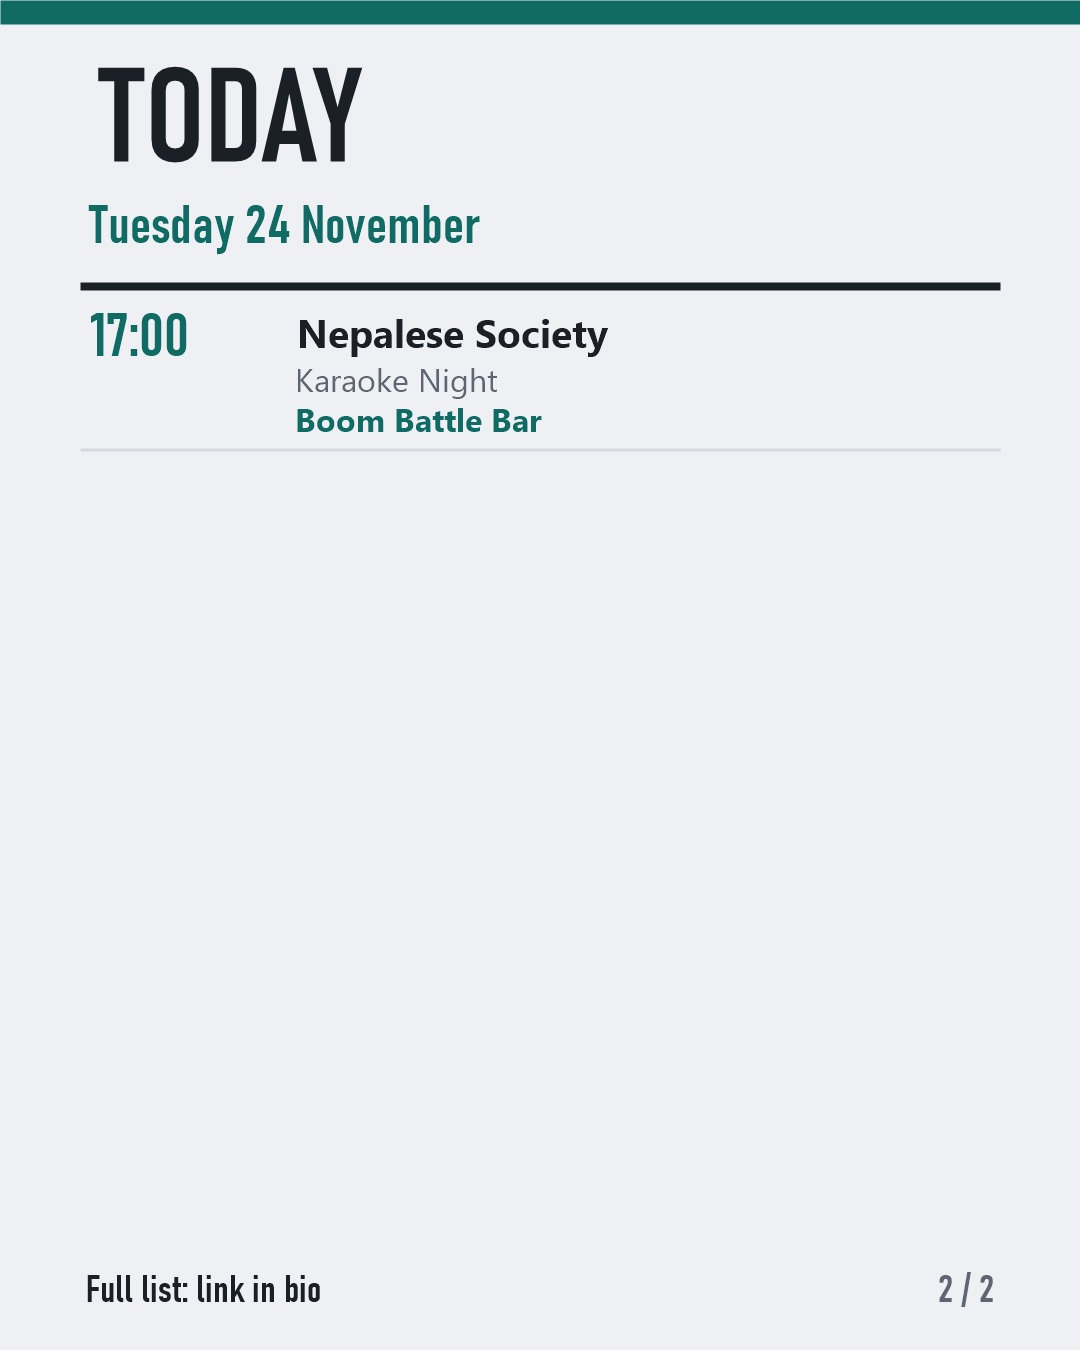 TODAY
Tuesday 24 November
17:00 Nepalese Society
Karaoke Night
Boom Battle Bar
Full list: link in bio
2 / 2